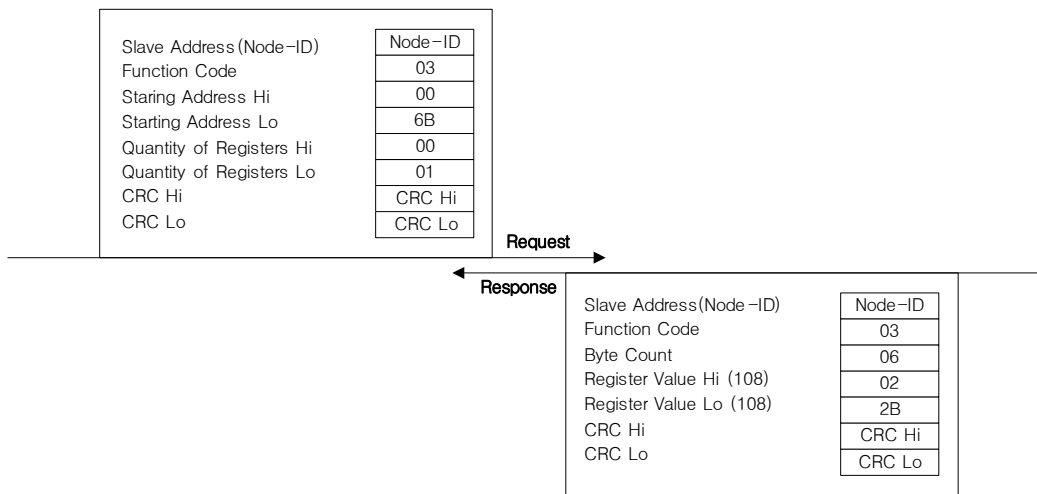 Slave Address(Node-ID) Node-ID
Function Code 03
Staring Address Hi 00
Starting Address Lo 6B
Quantity of Registers Hi 00
Quantity of Registers Lo 01
CRC Hi CRC Hi
CRC Lo CRC Lo
Request
Response
Slave Address(Node-ID) Node-ID
Function Code 03
Byte Count 06
Register Value Hi (108) 02
Register Value Lo (108) 2B
CRC Hi CRC Hi
CRC Lo CRC Lo